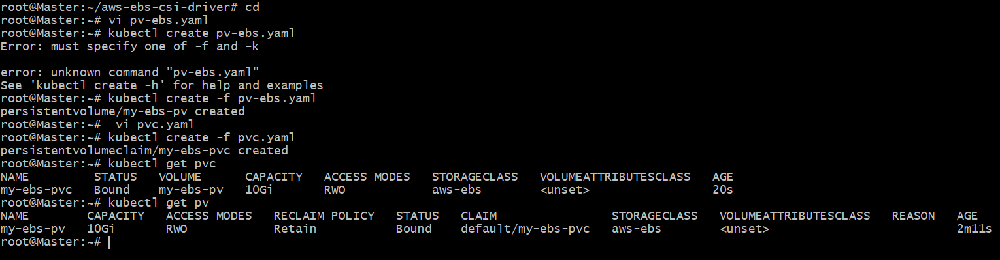 root@Master:~/aws-ebs-csi-driver# cd
root@Master:~# vi pv-ebs.yaml
root@Master:~# kubectl create pv-ebs.yaml
Error: must specify one of -f and -k

error: unknown command "pv-ebs.yaml"
See 'kubectl create -h' for help and examples
root@Master:~# kubectl create -f pv-ebs.yaml
persistentvolume/my-ebs-pv created
root@Master:~#  vi pvc.yaml
root@Master:~# kubectl create -f pvc.yaml
persistentvolumeclaim/my-ebs-pvc created
root@Master:~# kubectl get pvc
NAME         STATUS   VOLUME      CAPACITY   ACCESS MODES   STORAGECLASS   VOLUMEATTRIBUTESCLASS   AGE
my-ebs-pvc   Bound    my-ebs-pv   10Gi       RWO            aws-ebs        <unset>                 20s
root@Master:~# kubectl get pv
NAME        CAPACITY   ACCESS MODES   RECLAIM POLICY   STATUS   CLAIM                STORAGECLASS   VOLUMEATTRIBUTESCLASS   REASON   AGE
my-ebs-pv   10Gi       RWO            Retain           Bound    default/my-ebs-pvc   aws-ebs        <unset>                          2m11s
root@Master:~#